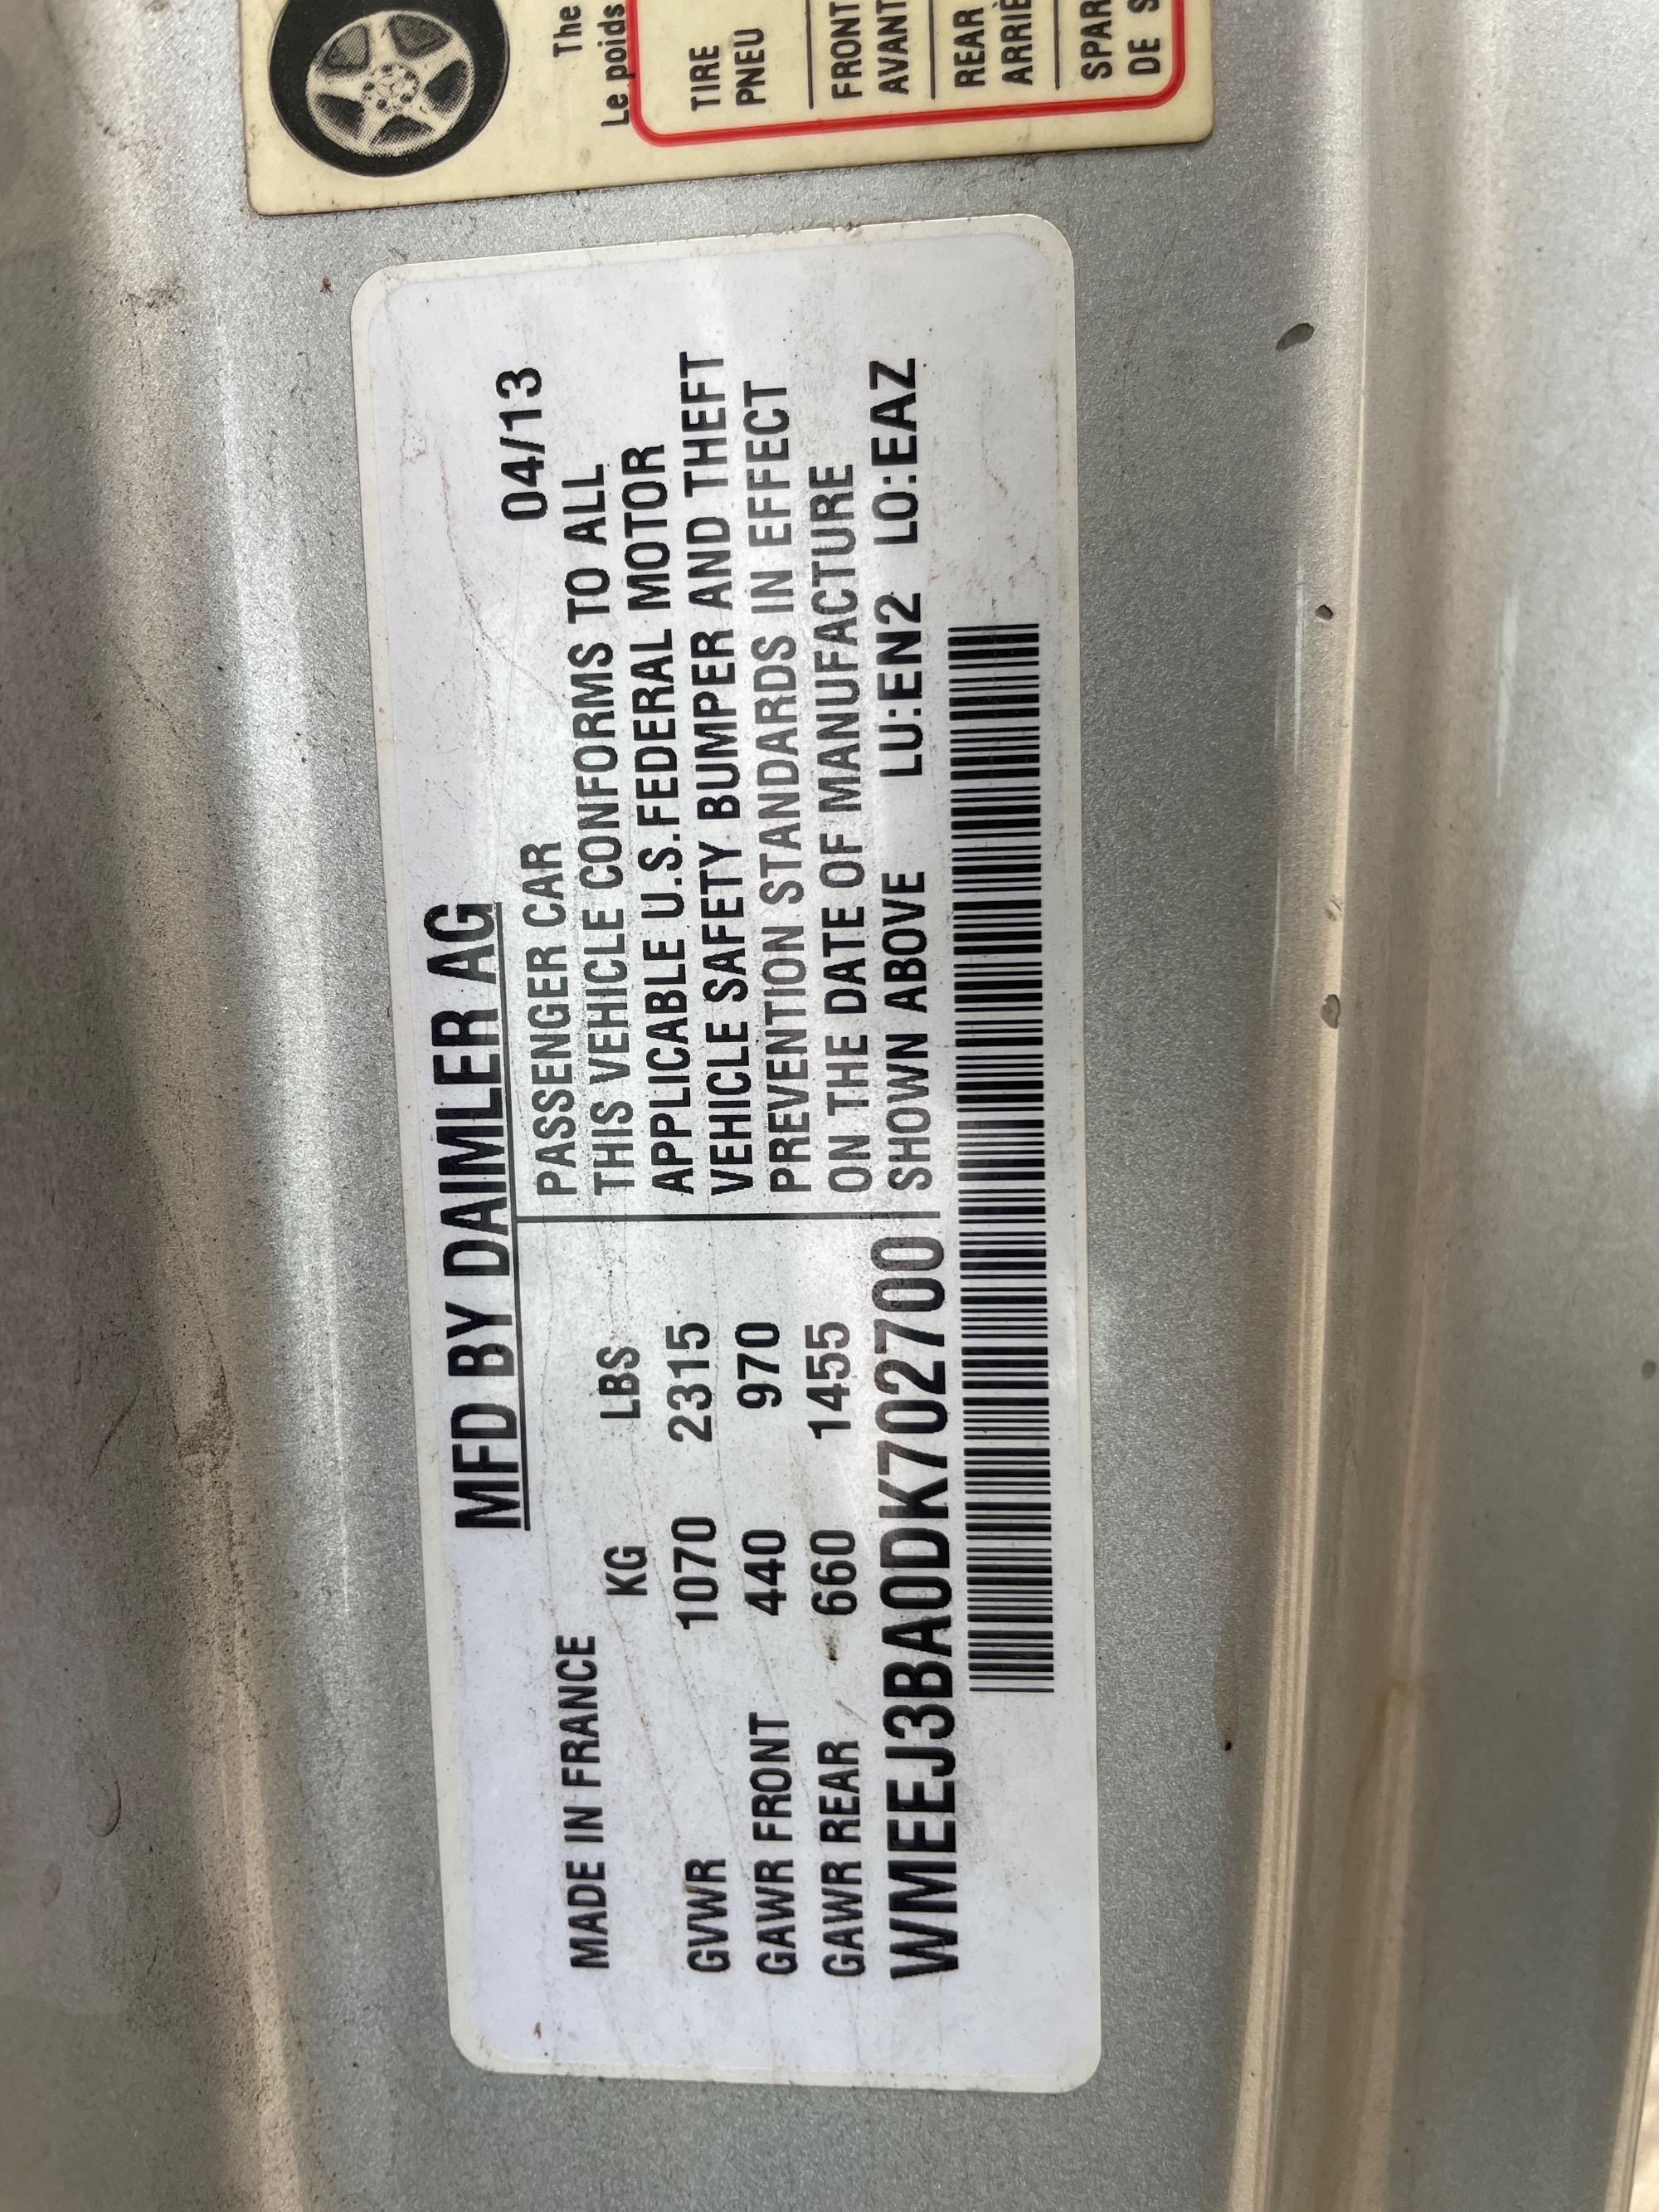 MFD BY DAIMLER AG
04/13
MADE IN FRANCE
KG LBS
GVWR 1070 2315
GAWR FRONT 440 970
GAWR REAR 660 1455
WMEEJ3BA0DK702700
PASSENGER CAR
THIS VEHICLE CONFORMS TO ALL
APPLICABLE U.S.FEDERAL MOTOR
VEHICLE SAFETY BUMPER AND THEFT
PREVENTION STANDARDS IN EFFECT
ON THE DATE OF MANUFACTURE
SHOWN ABOVE LU:EN2 LO:EAZ
The
Le poids
TIRE
PNEU
FRONT
AVANT
REAR
ARRIÈ
SPAR
DE S